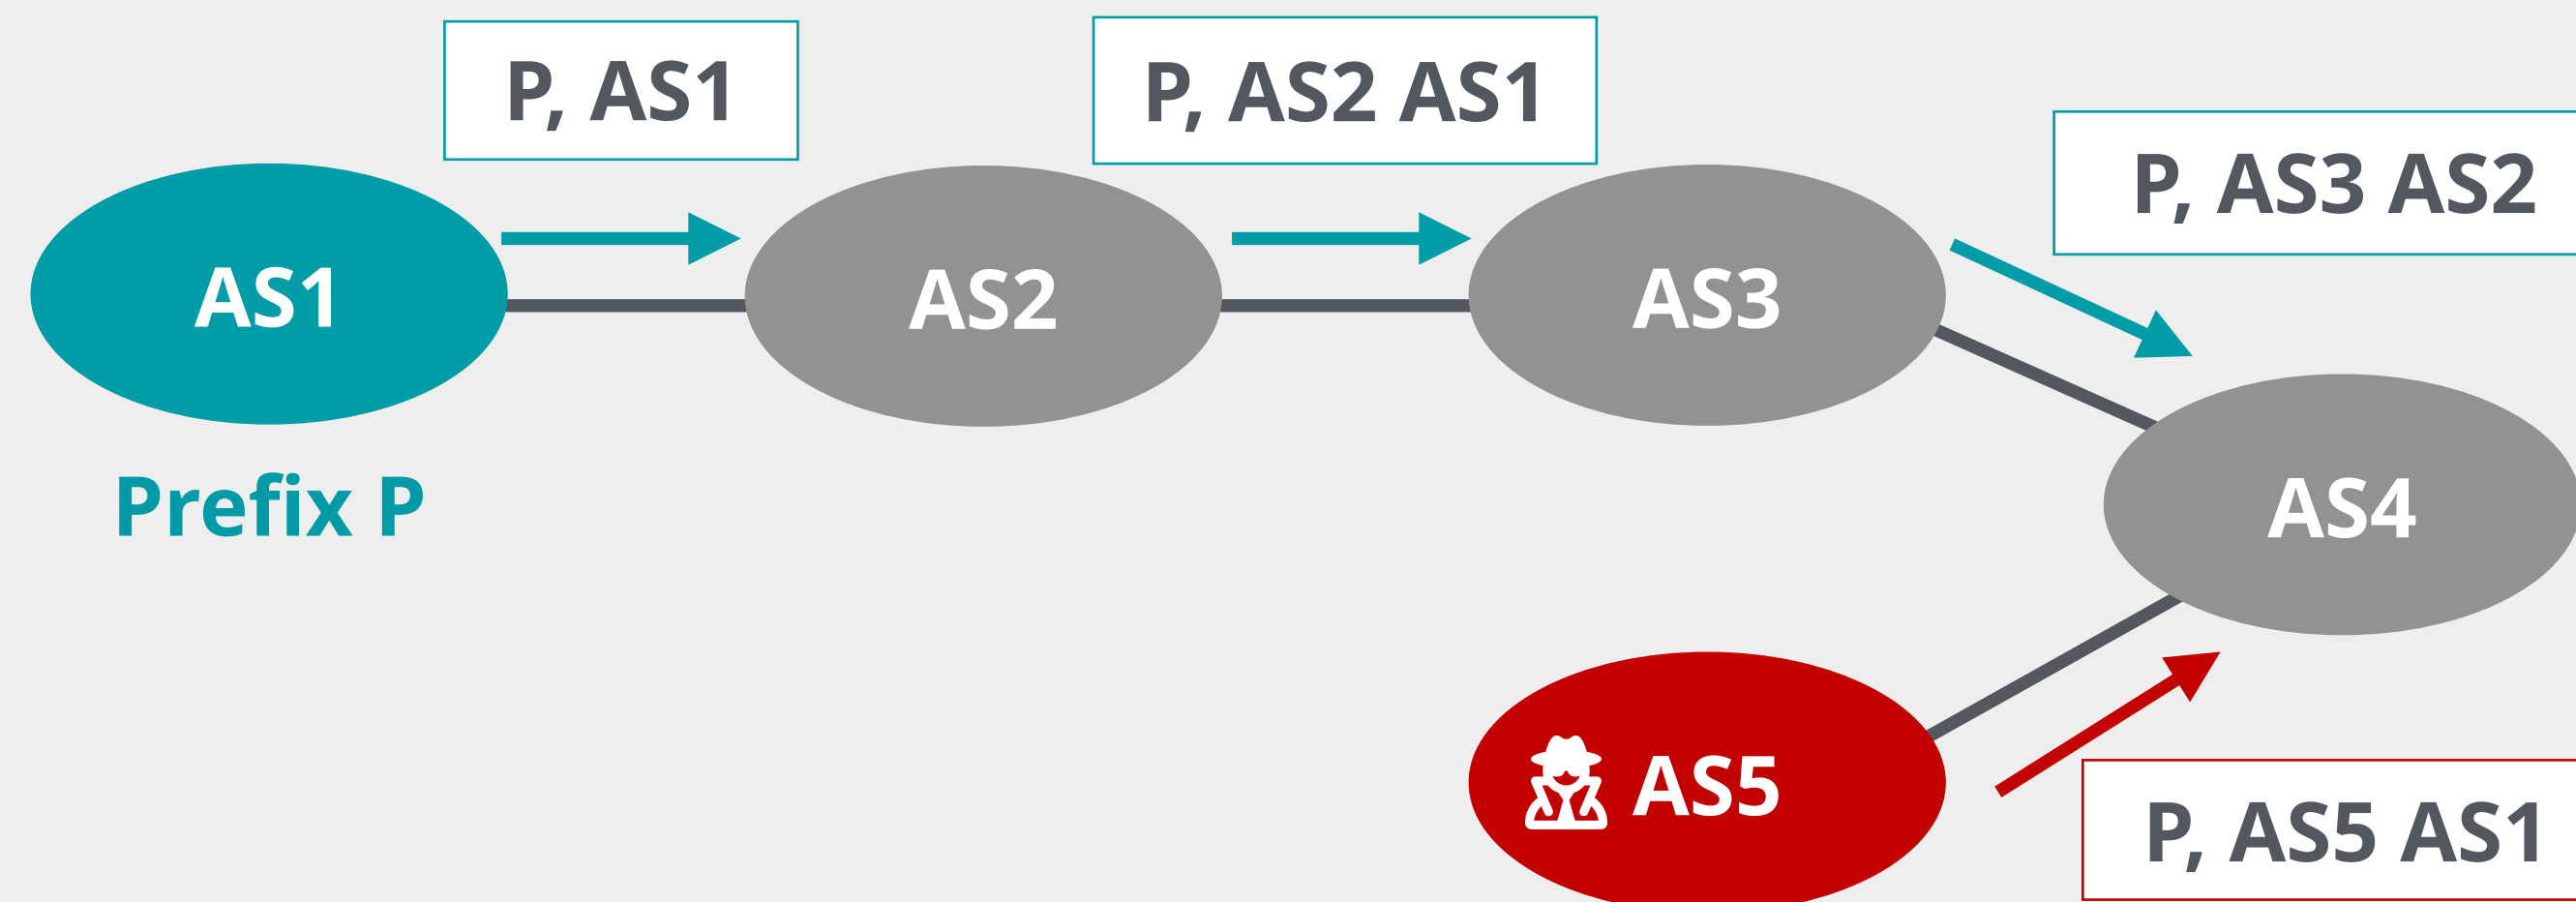 P, AS1
P, AS2 AS1
P, AS3 AS2
AS1
AS2
AS3
Prefix P
AS4
AS5
P, AS5 AS1